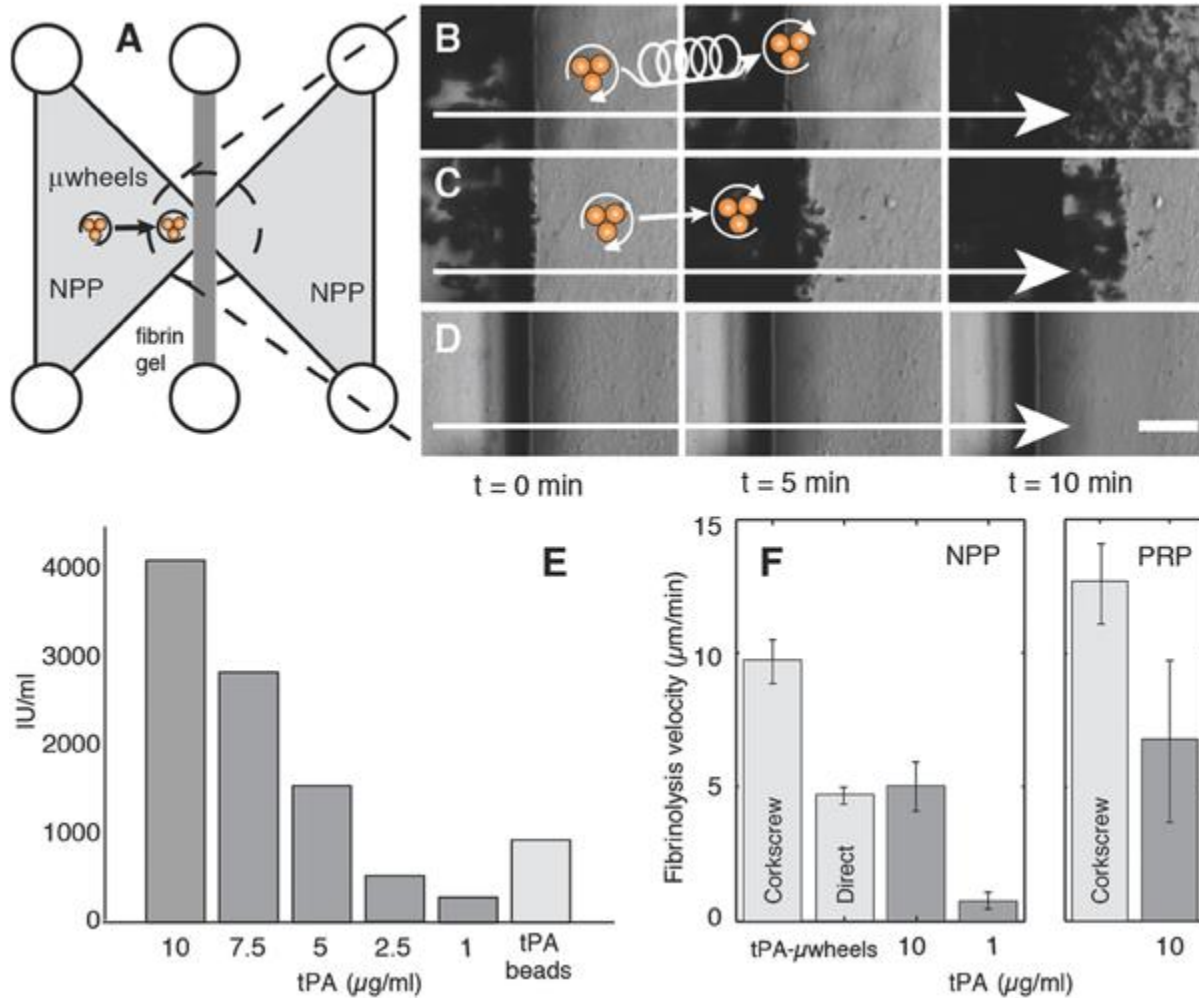 A
μwheels
NPP
NPP
fibrin
gel
B
C
D
t = 0 min
t = 5 min
t = 10 min
E
IU/ml
4000
3000
2000
1000
0
10
7.5
5
2.5
1
tPA
beads
tPA (μg/ml)
F
NPP
PRP
Fibrinolysis velocity (μm/min)
15
10
5
0
Corkscrew
Direct
Corkscrew
tPA-μwheels
10
1
10
tPA (μg/ml)